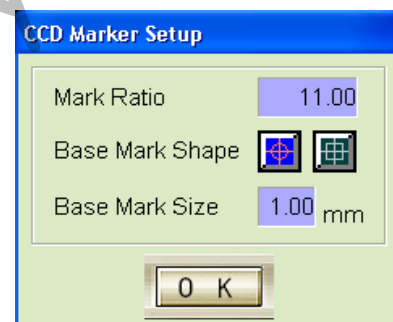 CCD Marker Setup
Mark Ratio 11.00
Base Mark Shape
Base Mark Size 1.00 mm
O K